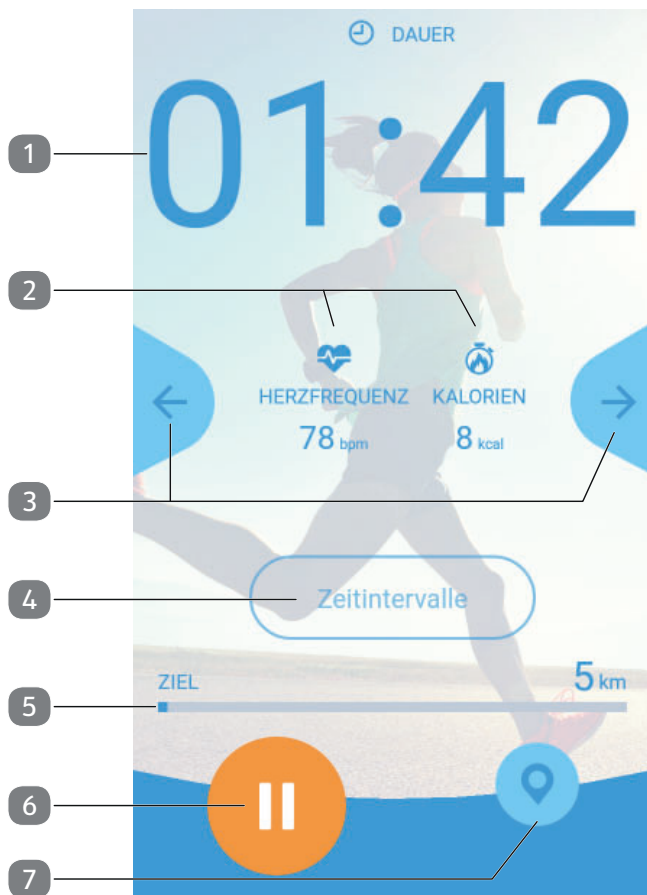 DAUER
1
01:42
2
HERZFREQUENZ KALORIEN
78 bpm 8 kcal
3
4
Zeitintervalle
ZIEL 5 km
5
6
7